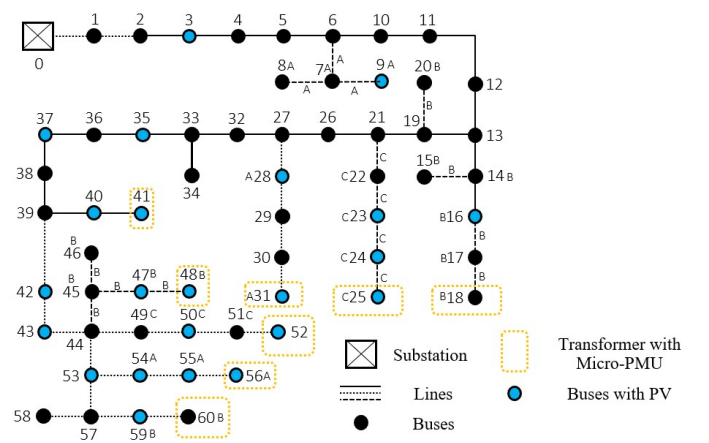 1 2 3 4 5 6 10 11
0
8A 7A 9A 20B
A
A A
12
B
37 36 35 33 32 27 26 21 19 13
C
15B B
38 34 A28 C22 14B
C
40 41
39 29 C23 B16
B
C
46 B
30 C24 B17
B
B 47B 48B
C B
42 45 B B A31 C25 B18
49C 50C 51C
B
43 44 52
54A 55A
53 56A
58 57 59B 60B
Substation
Transformer with
Micro-PMU
Lines
Buses with PV
Buses